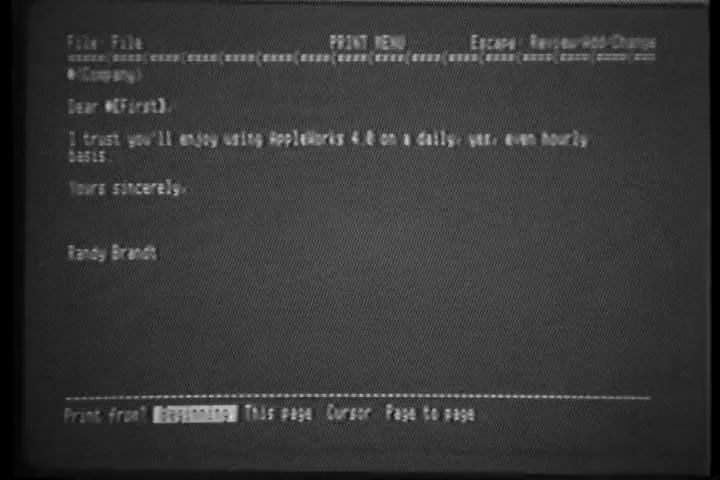 File: File PRINT MENU Escape: Review/Add/Change
=====|====|====|====|====|====|====|====|====|====|====|====|====|====|====|===
^<Company>
Dear ^<First>,
I trust you'll enjoy using AppleWorks 4.0 on a daily, yes, even hourly
basis.
Yours sincerely,
Randy Brandt
Print from? Beginning This page Cursor Page to page